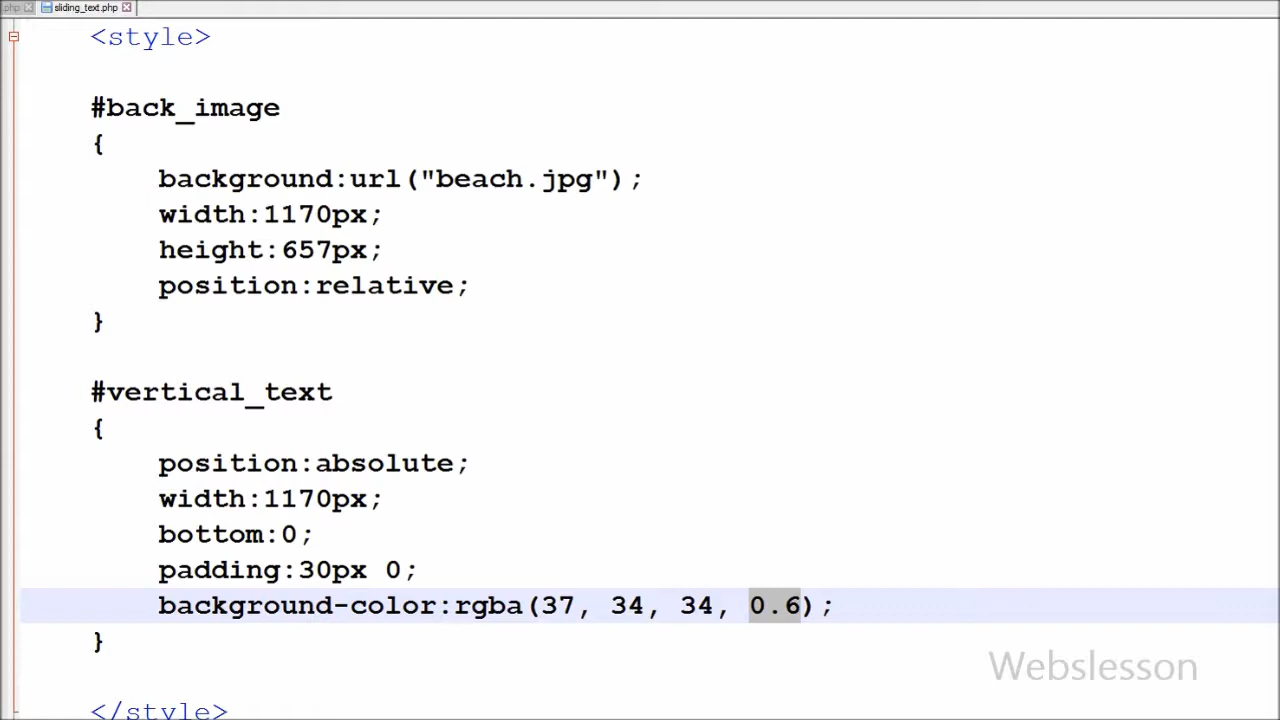 php sliding_text.php
<style>
#back_image
{
background:url("beach.jpg");
width:1170px;
height:657px;
position:relative;
}
#vertical_text
{
position:absolute;
width:1170px;
bottom:0;
padding:30px 0;
background-color:rgba(37, 34, 34, 0.6);
}
Webslesson
</style>